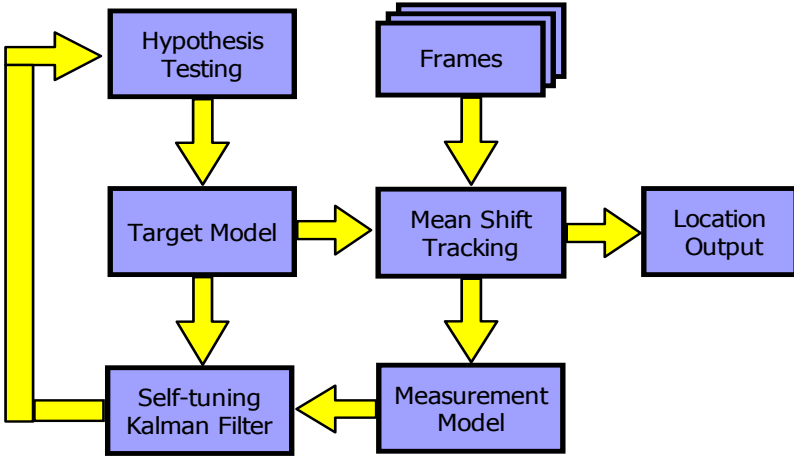 Hypothesis
Testing
Frames
Target Model
Mean Shift
Tracking
Location
Output
Self-tuning
Kalman Filter
Measurement
Model